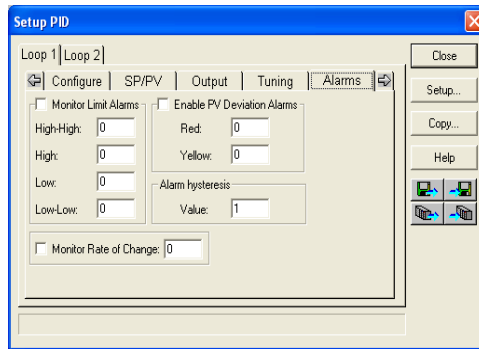 Setup PID
Loop 1 Loop 2
Configure SP/PV Output Tuning Alarms
Monitor Limit Alarms
High-High: 0
High: 0
Low: 0
Low-Low: 0
Enable PV Deviation Alarms
Red: 0
Yellow: 0
Alarm hysteresis
Value: 1
Monitor Rate of Change: 0
Close
Setup...
Copy...
Help